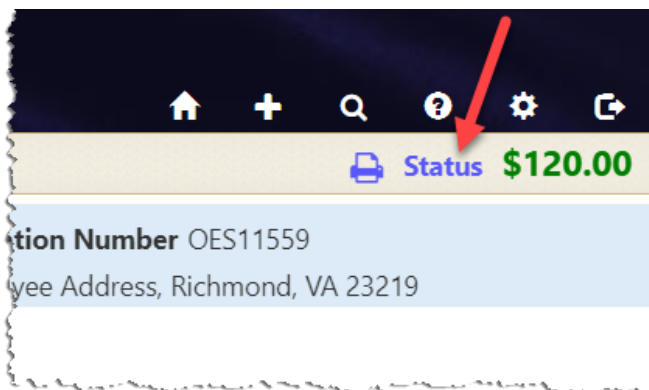 Status $120.00
tion Number OES11559
yee Address, Richmond, VA 23219